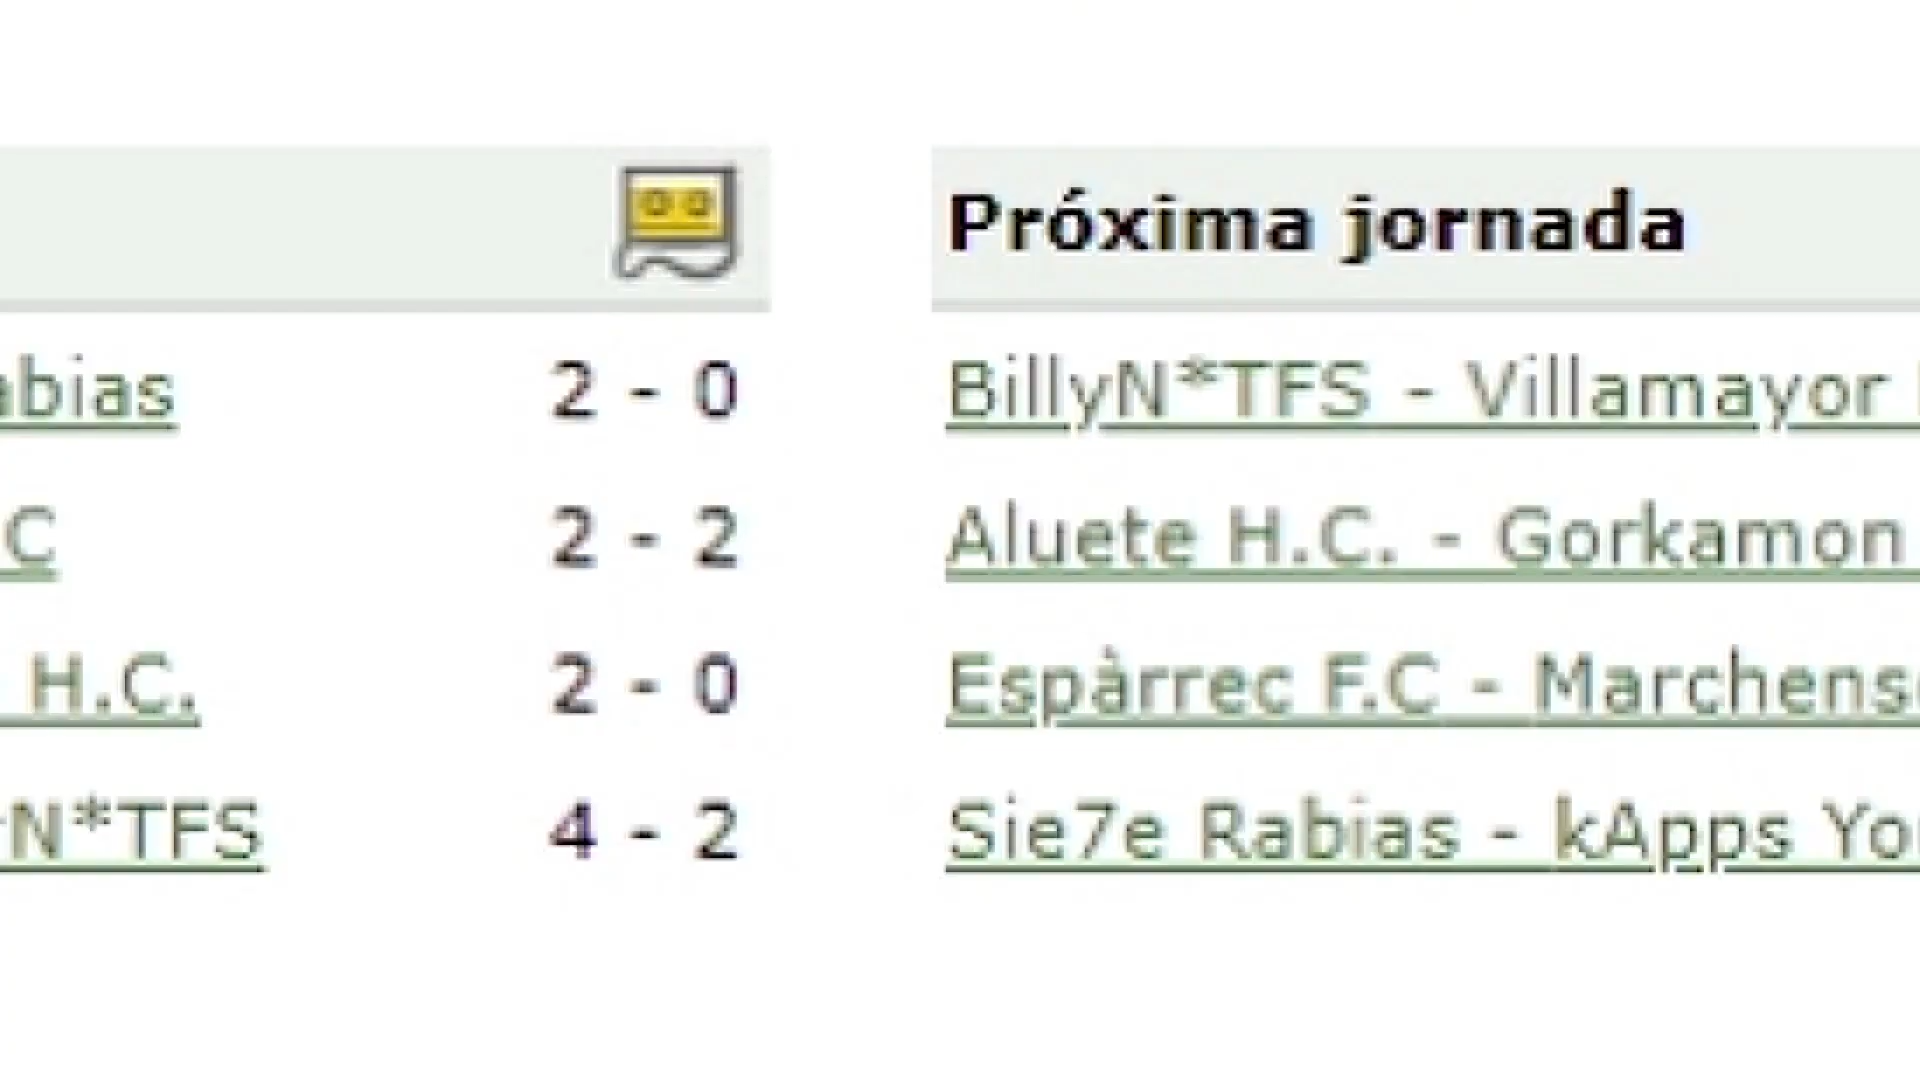 Próxima jornada
abias 2 - 0 BillyN*TFS - Villamayor
C 2 - 2 Aluete H.C. - Gorkamon
H.C. 2 - 0 Espàrrec F.C - Marchens
N*TFS 4 - 2 Sie7e Rabias - kApps Yo